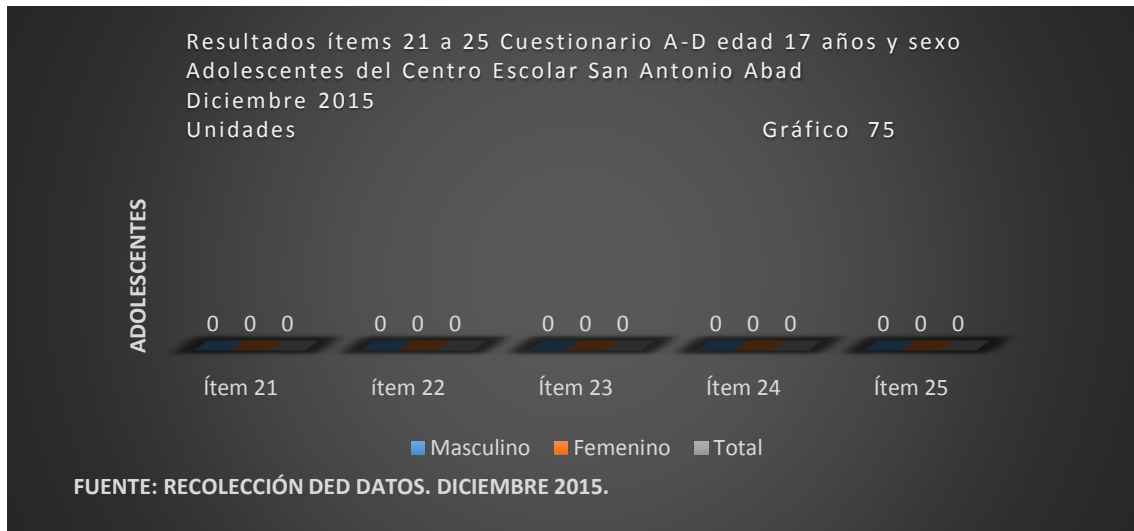 Resultados ítems 21 a 25 Cuestionario A-D edad 17 años y sexo
Adolescentes del Centro Escolar San Antonio Abad
Diciembre 2015
Unidades Gráfico 75
ADOLESCENTES
0 0 0 0 0 0 0 0 0 0 0 0 0 0 0
Ítem 21 ítem 22 Ítem 23 Ítem 24 Ítem 25
Masculino Femenino Total
FUENTE: RECOLECCIÓN DED DATOS. DICIEMBRE 2015.